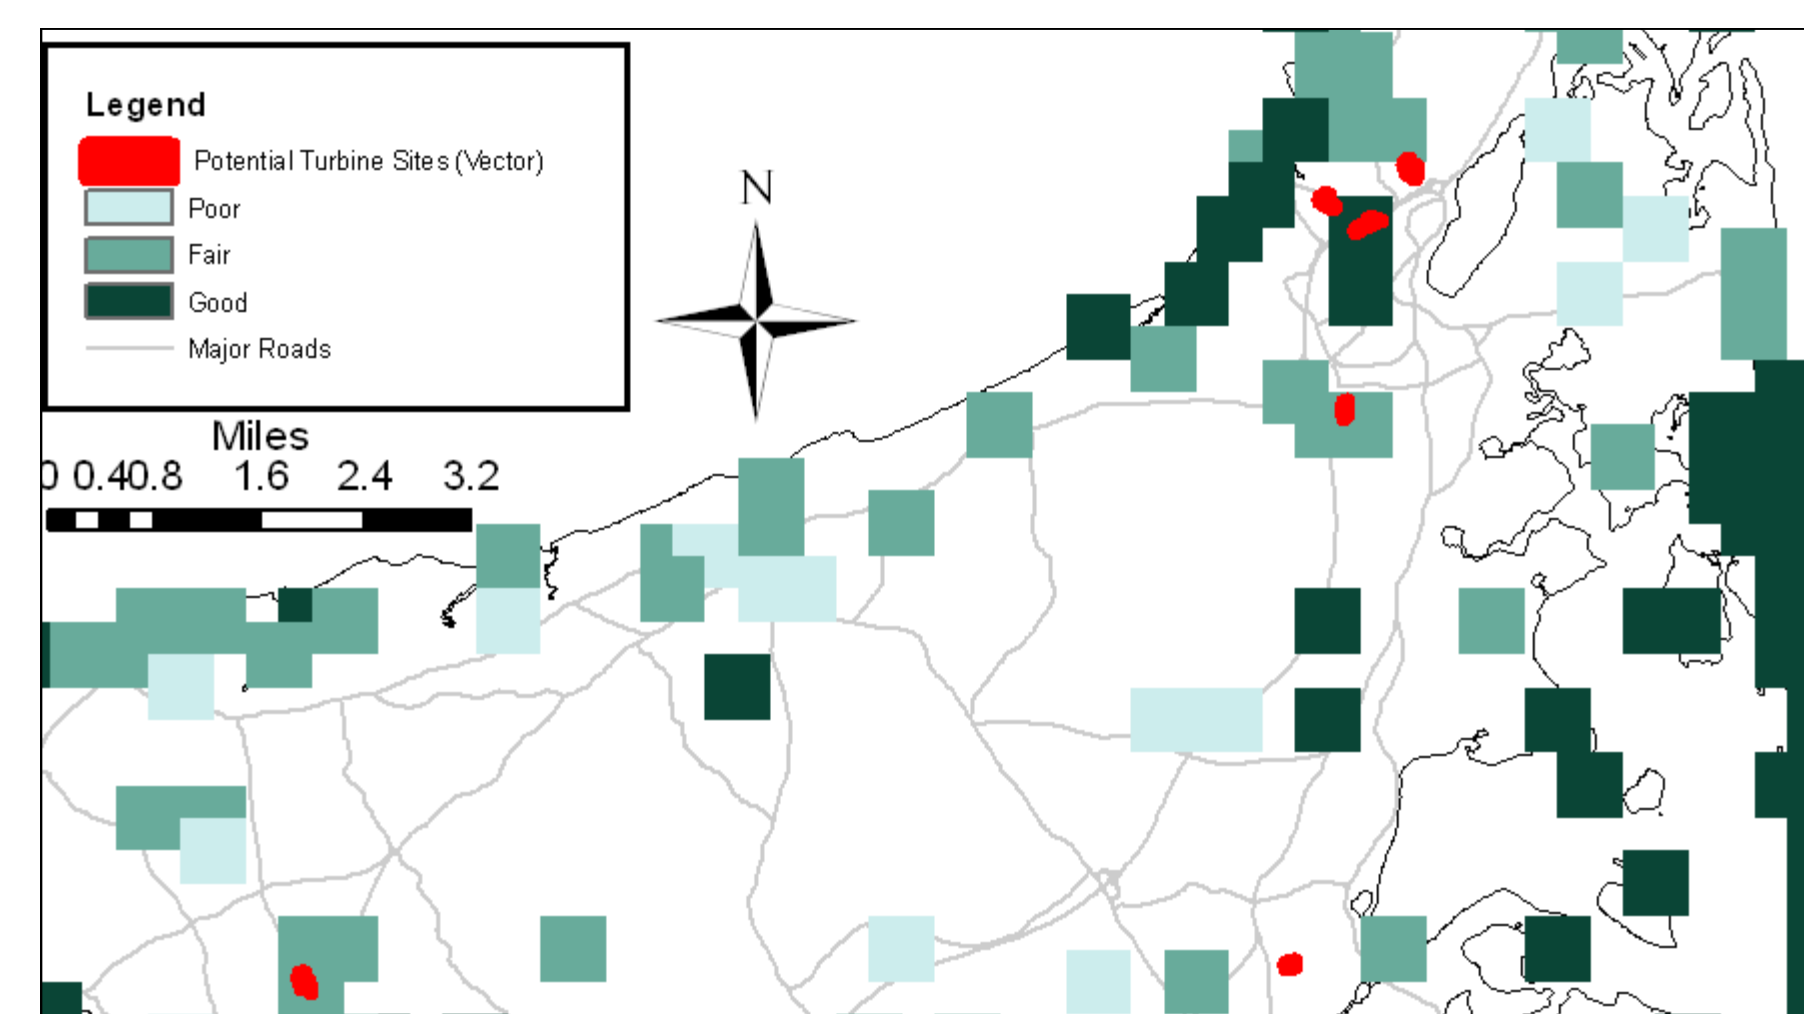 Legend
Potential Turbine Sites (Vector)
Poor
Fair
Good
Major Roads
N
Miles
0 0.40.8 1.6 2.4 3.2